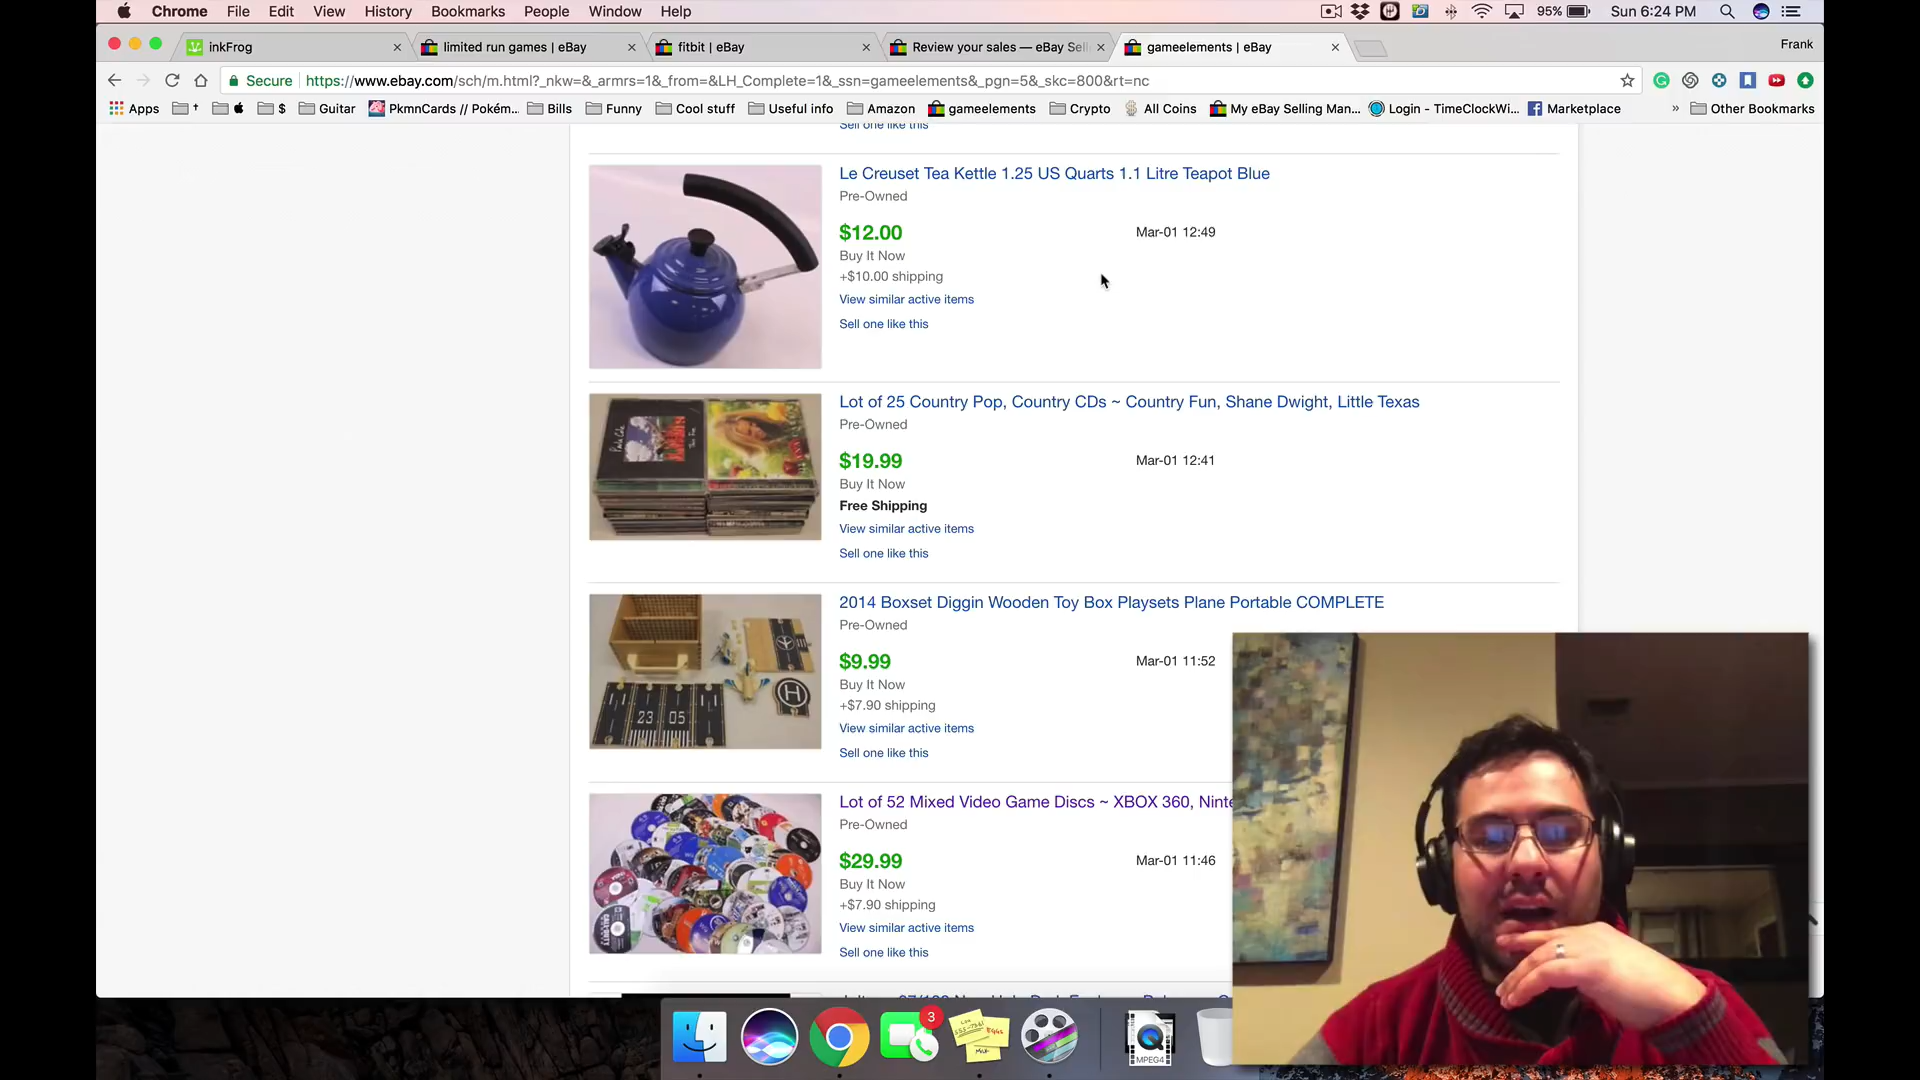 Chrome File Edit View History Bookmarks People Window Help
95% Sun 6:24 PM
inkFrog
limited run games | eBay
fitbit | eBay
Review your sales — eBay Sell
gameelements | eBay
Frank
Secure https://www.ebay.com/sch/m.html?_nkw=&_armrs=1&_from=&LH_Complete=1&_ssn=gameelements&_pgn=5&_skc=800&rt=nc
Apps † $ Guitar PkmnCards // Pokém... Bills Funny Cool stuff Useful info Amazon gameelements Crypto All Coins My eBay Selling Man... Login - TimeClockWi... Marketplace » Other Bookmarks
Sell one like this
Le Creuset Tea Kettle 1.25 US Quarts 1.1 Litre Teapot Blue
Pre-Owned
$12.00 Mar-01 12:49
Buy It Now
+$10.00 shipping
View similar active items
Sell one like this
Lot of 25 Country Pop, Country CDs ~ Country Fun, Shane Dwight, Little Texas
Pre-Owned
$19.99 Mar-01 12:41
Buy It Now
Free Shipping
View similar active items
Sell one like this
2014 Boxset Diggin Wooden Toy Box Playsets Plane Portable COMPLETE
Pre-Owned
$9.99 Mar-01 11:52
Buy It Now
+$7.90 shipping
View similar active items
Sell one like this
23 05
H
Lot of 52 Mixed Video Game Discs ~ XBOX 360, Ninte
Pre-Owned
$29.99 Mar-01 11:46
Buy It Now
+$7.90 shipping
View similar active items
Sell one like this
3
EGGS
MILK
MPEG4